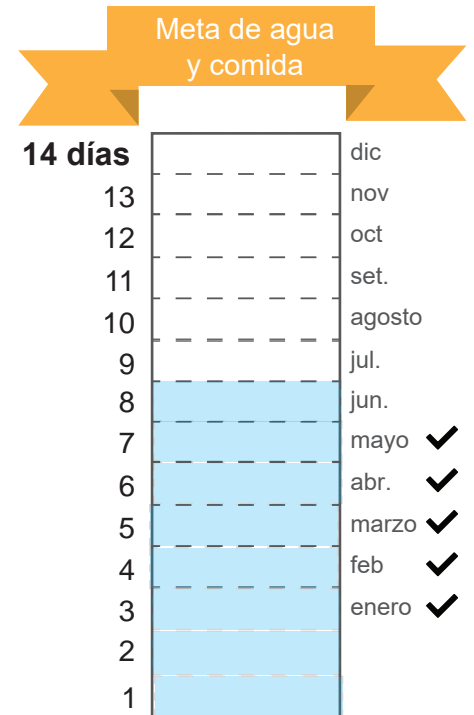 Meta de agua
y comida
14 días dic
13 nov
12 oct
11 set.
10 agosto
9 jul.
8 jun.
7 mayo
6 abr.
5 marzo
4 feb
3 enero
2
1